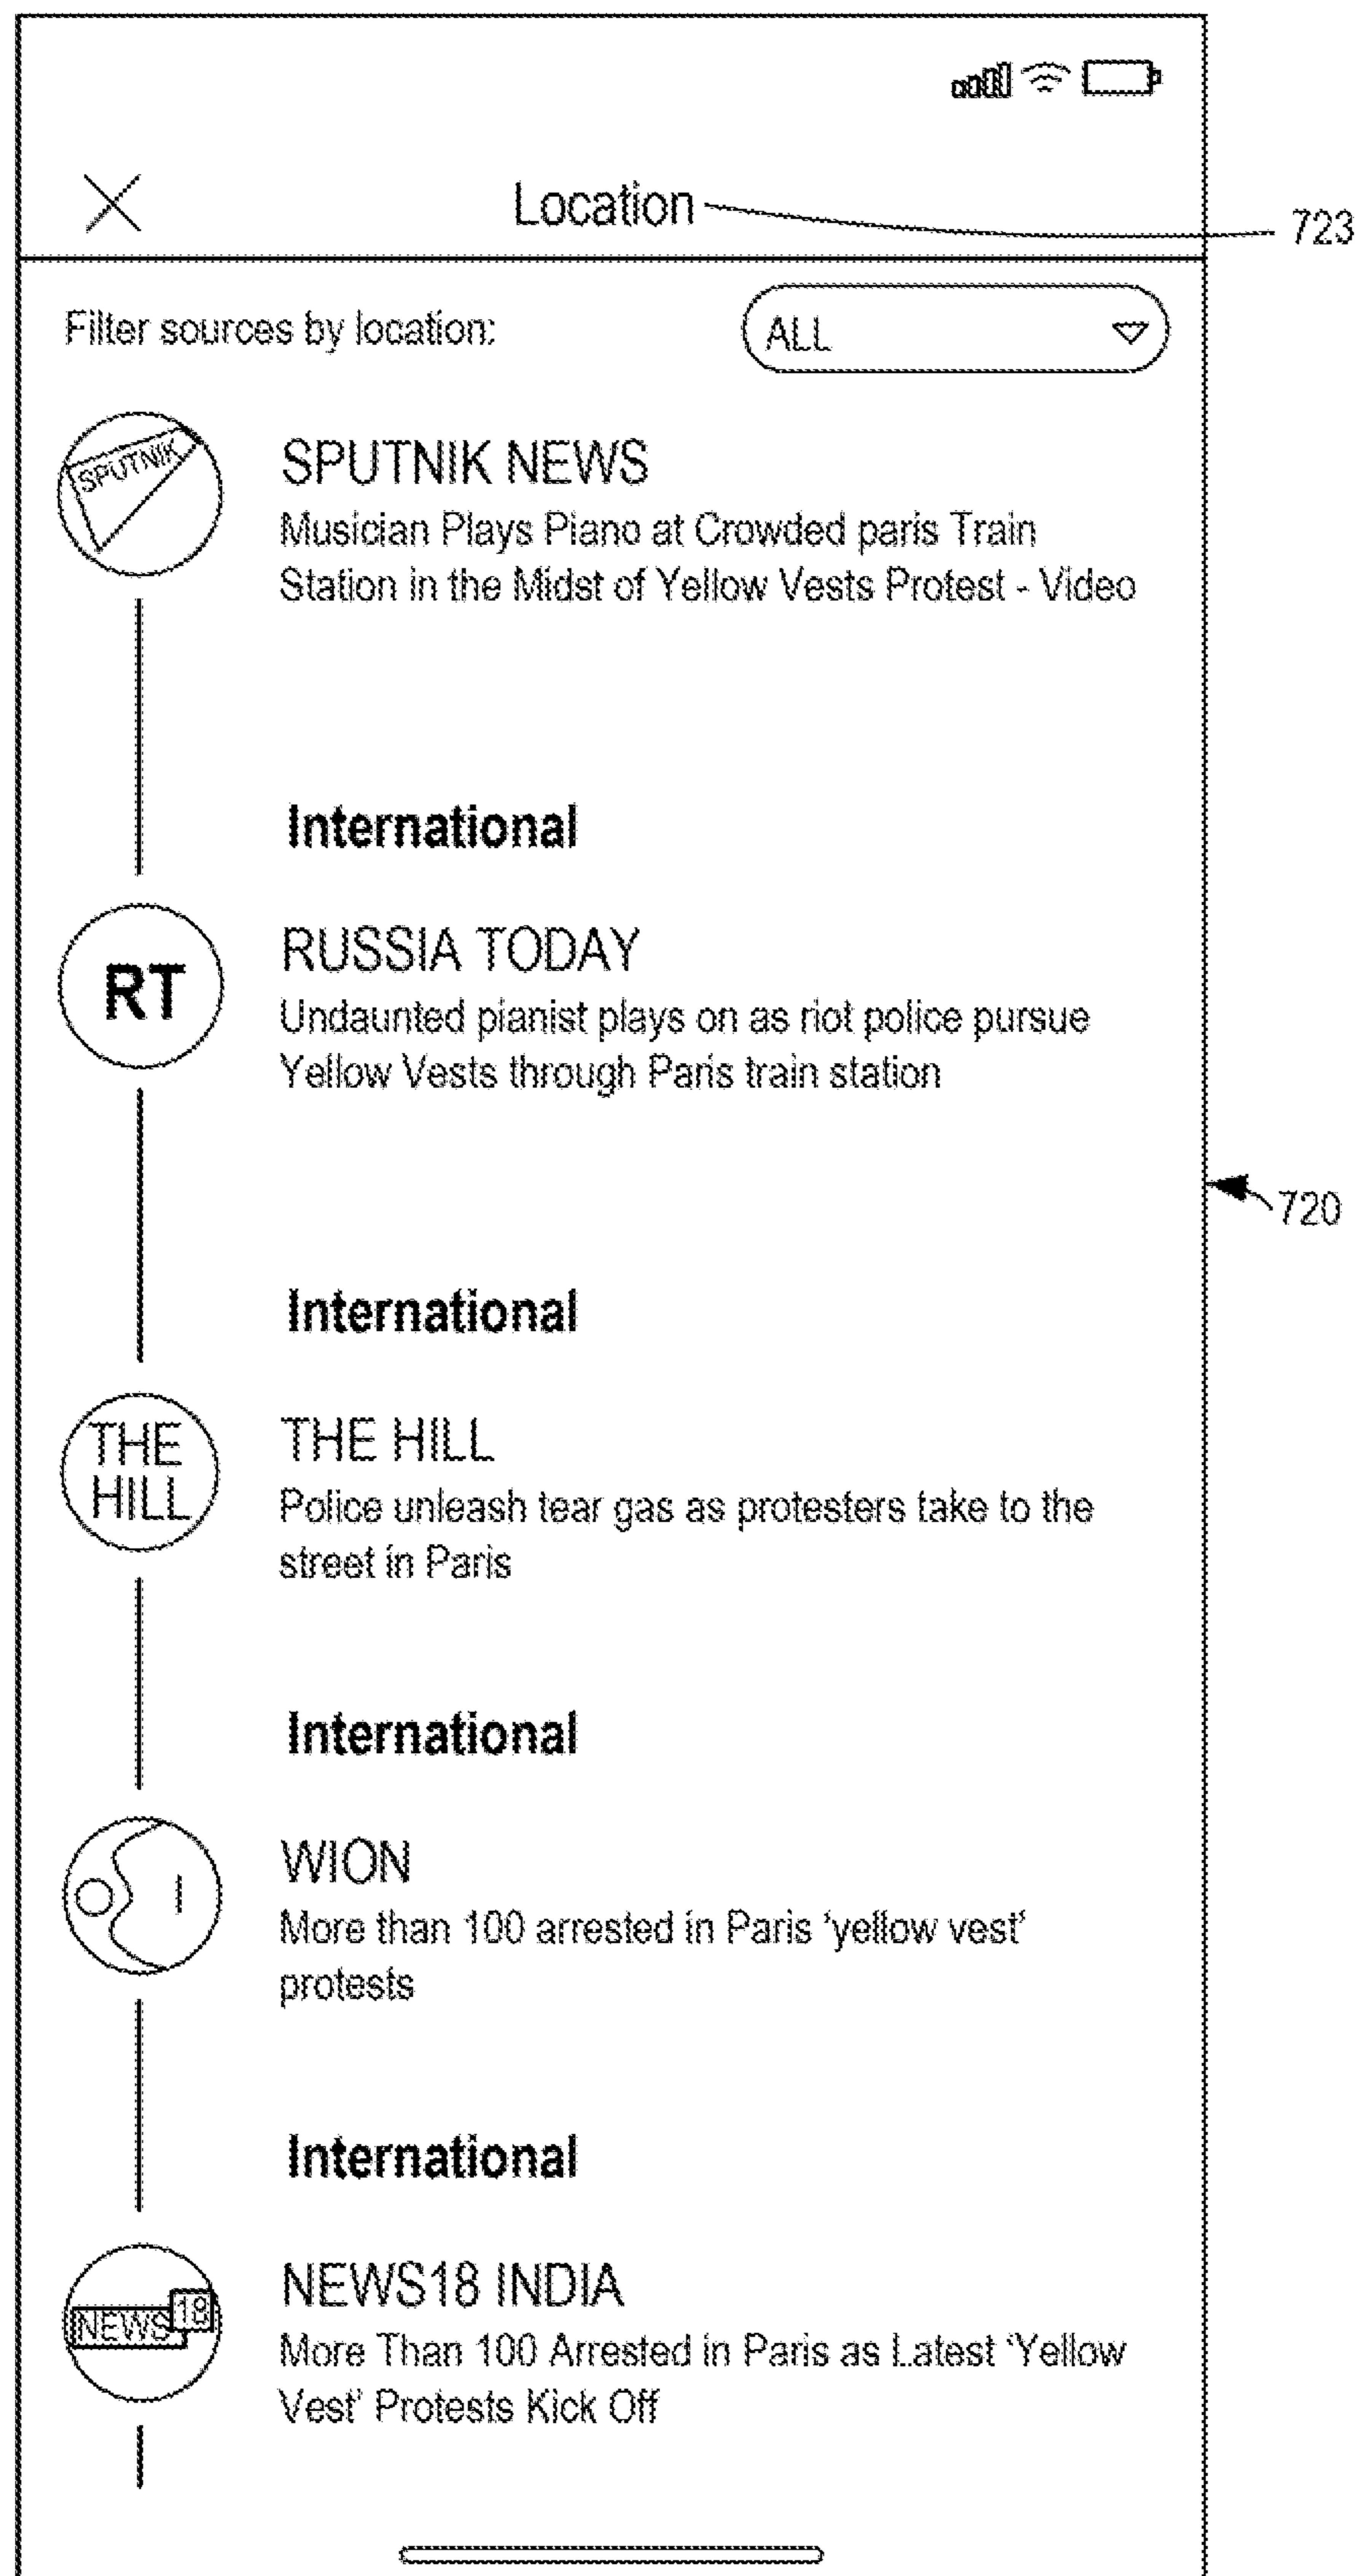 Location
723
Filter sources by location:
ALL
SPUTNIK
SPUTNIK NEWS
Musician Plays Piano at Crowded paris Train
Station in the Midst of Yellow Vests Protest - Video
International
RT
RUSSIA TODAY
Undaunted pianist plays on as riot police pursue
Yellow Vests through Paris train station
720
International
THE
HILL
THE HILL
Police unleash tear gas as protesters take to the
street in Paris
International
WION
More than 100 arrested in Paris ‘yellow vest’
protests
International
NEWS 18
NEWS18 INDIA
More Than 100 Arrested in Paris as Latest ‘Yellow
Vest’ Protests Kick Off